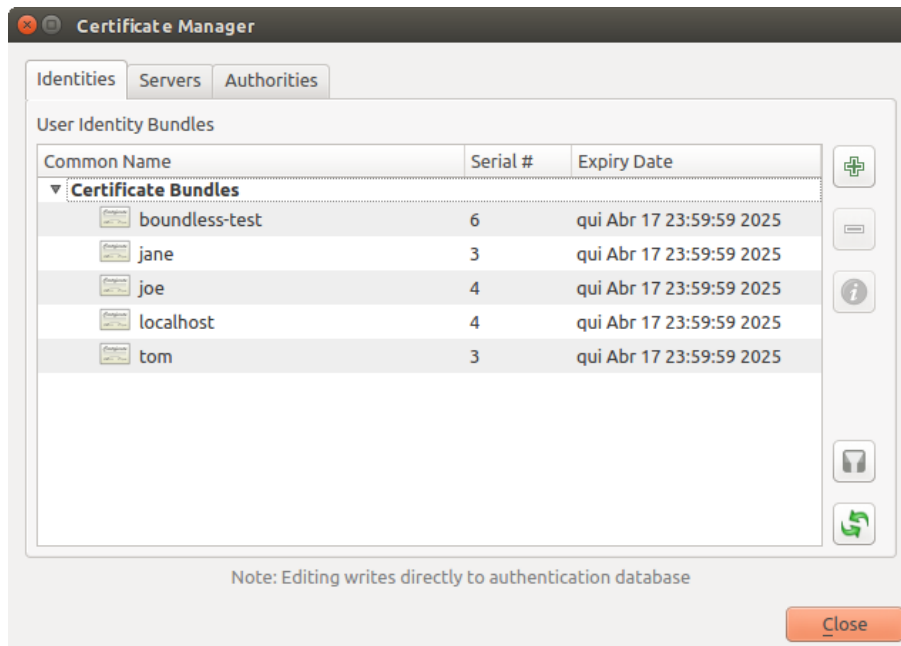 Certificate Manager
Identities Servers Authorities
User Identity Bundles
Common Name Serial # Expiry Date
Certificate Bundles
boundless-test 6 qui Abr 17 23:59:59 2025
jane 3 qui Abr 17 23:59:59 2025
joe 4 qui Abr 17 23:59:59 2025
localhost 4 qui Abr 17 23:59:59 2025
tom 3 qui Abr 17 23:59:59 2025
Note: Editing writes directly to authentication database
Close